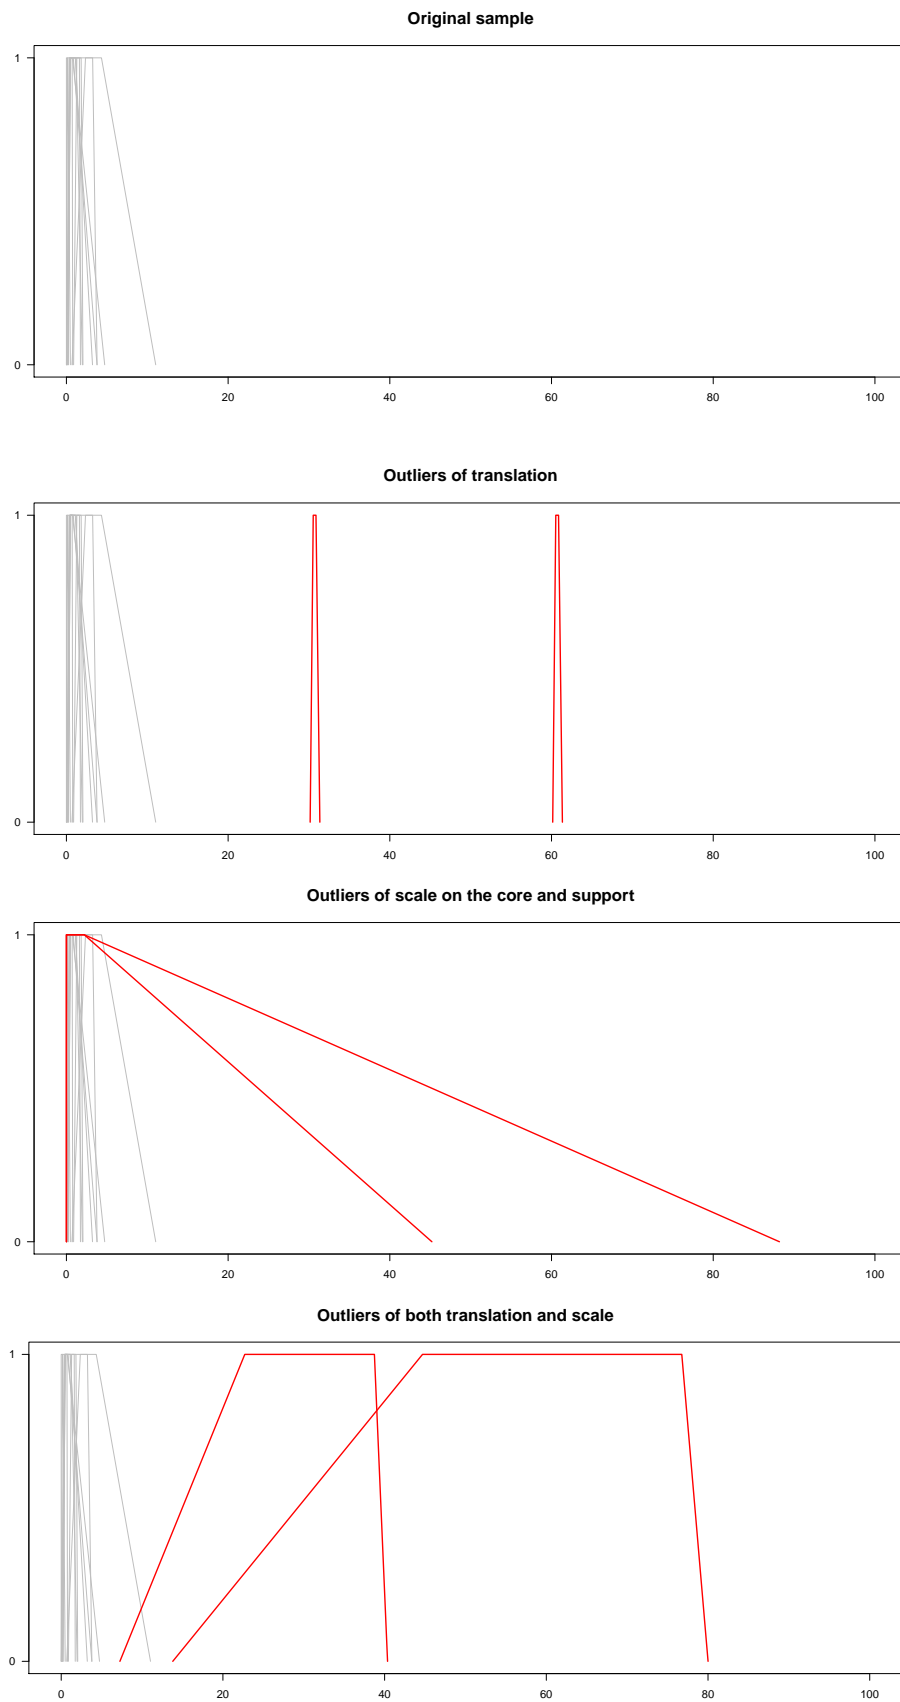 Original sample
1
0
0 20 40 60 80 100
Outliers of translation
1
0
0 20 40 60 80 100
Outliers of scale on the core and support
1
0
0 20 40 60 80 100
Outliers of both translation and scale
1
0
0 20 40 60 80 100